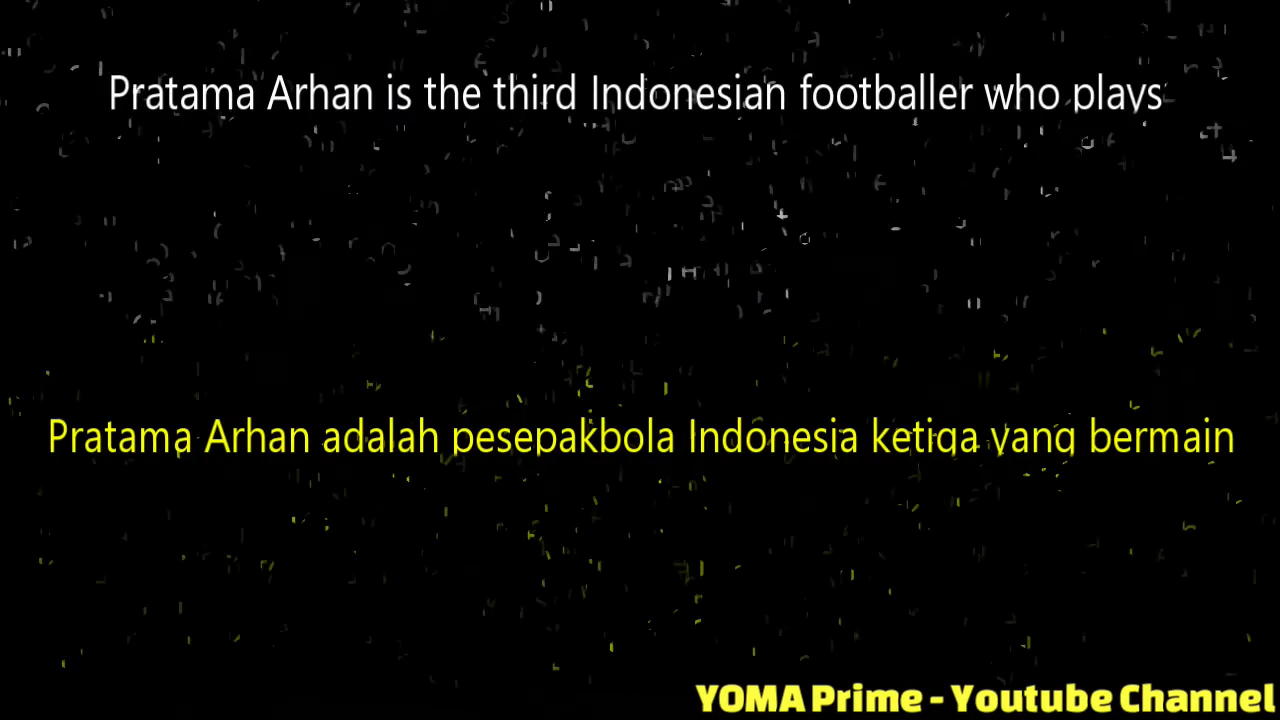 Pratama Arhan is the third Indonesian footballer who plays
Pratama Arhan adalah pesepakbola Indonesia ketiga yang bermain
YOMA Prime - Youtube Channel